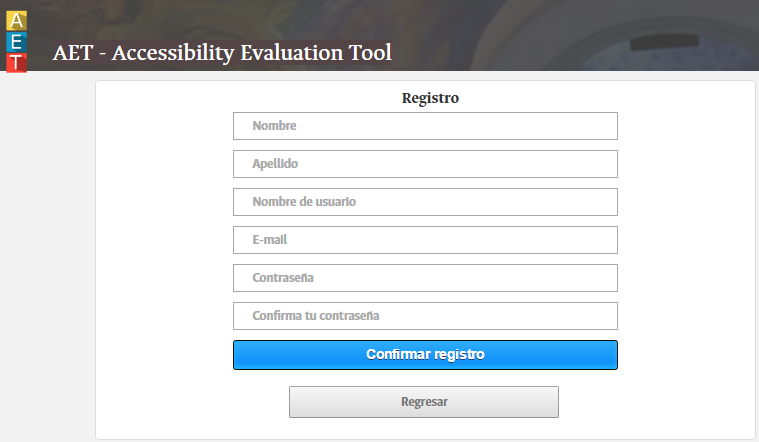 A
E
T
AET - Accessibility Evaluation Tool
Registro
Nombre
Apellido
Nombre de usuario
E-mail
Contraseña
Confirma tu contraseña
Confirmar registro
Regresar